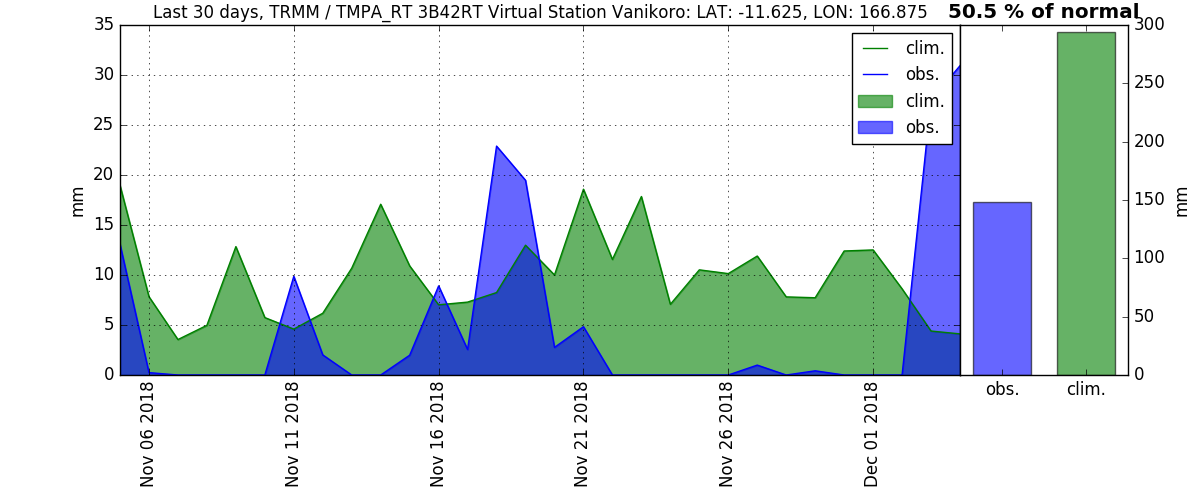 Last 30 days, TRMM / TMPA_RT 3B42RT Virtual Station Vanikoro: LAT: -11.625, LON: 166.875
50.5 % of normal
35
30
25
20
15
10
5
0
mm
clim.
obs.
clim.
obs.
300
250
200
150
100
50
0
mm
Nov 06 2018
Nov 11 2018
Nov 16 2018
Nov 21 2018
Nov 26 2018
Dec 01 2018
obs.
clim.